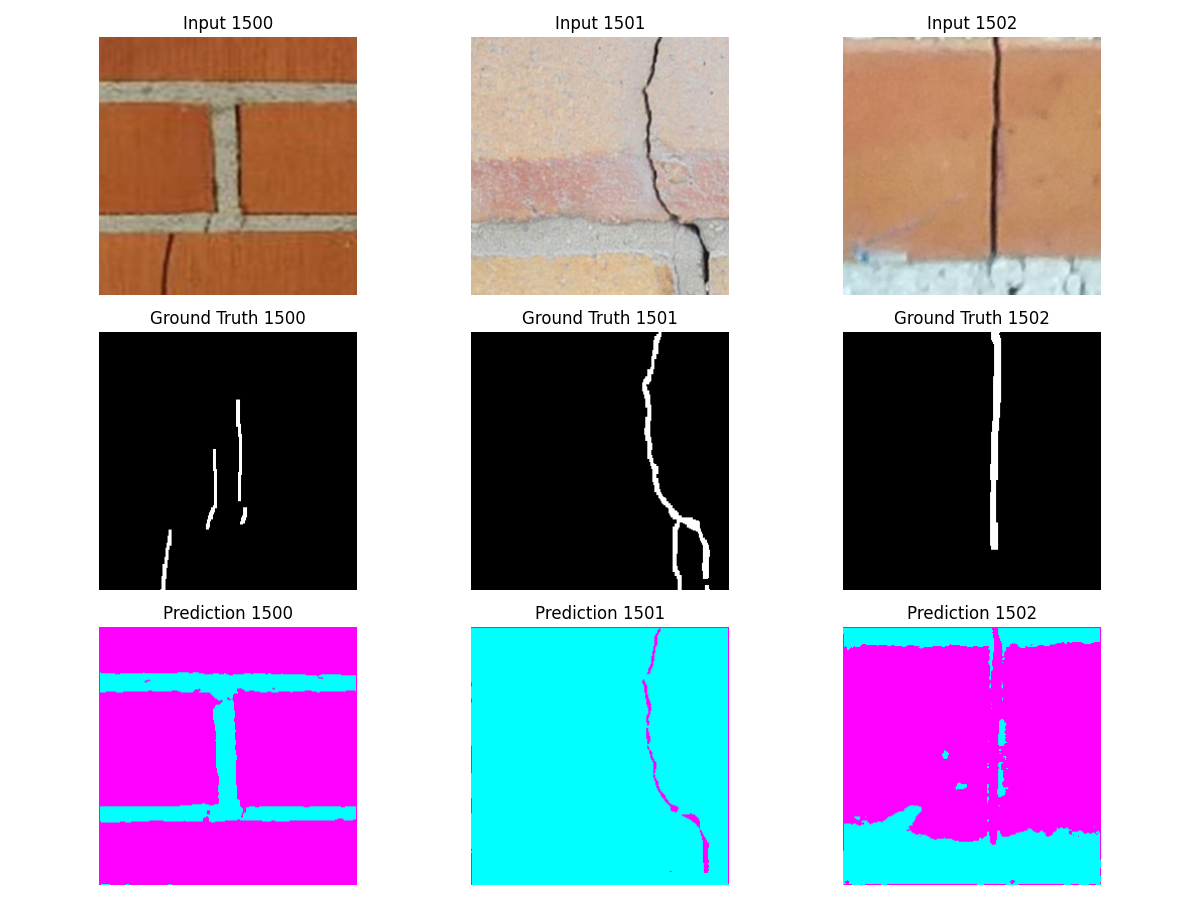 Input 1500
Input 1501
Input 1502
Ground Truth 1500
Ground Truth 1501
Ground Truth 1502
Prediction 1500
Prediction 1501
Prediction 1502